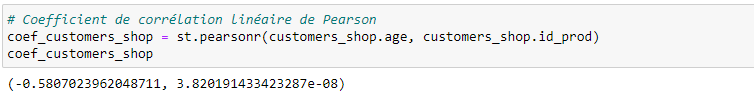 # Coefficient de corrélation linéaire de Pearson
coef_customers_shop = st.pearsonr(customers_shop.age, customers_shop.id_prod)
coef_customers_shop
(-0.5807023962048711, 3.820191433423287e-08)